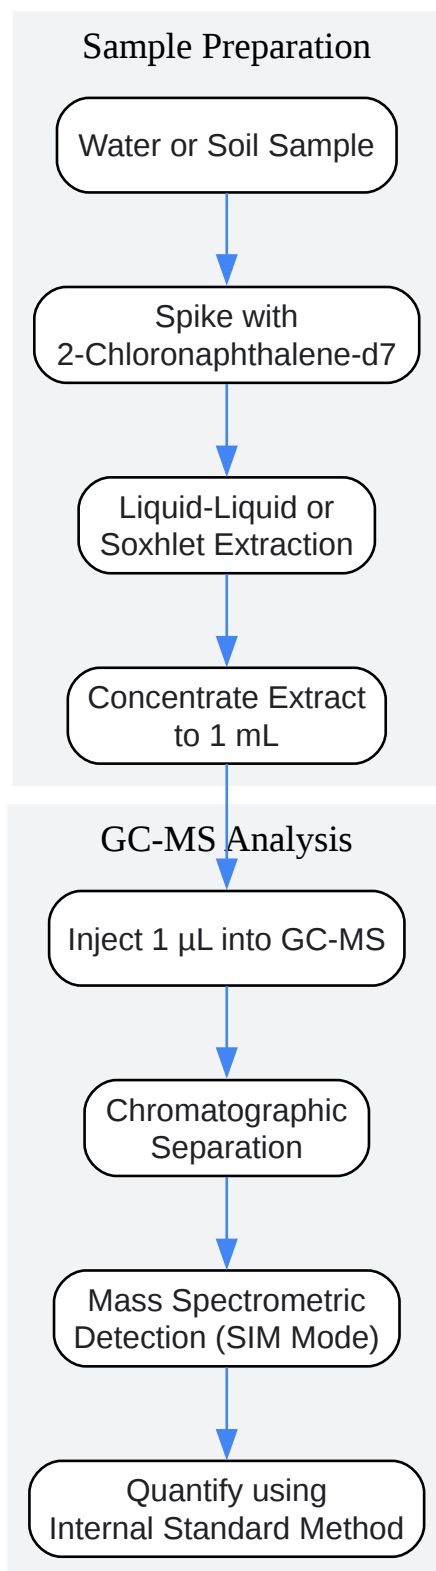 Sample Preparation
Water or Soil Sample
Spike with
2-Chloronaphthalene-d7
Liquid-Liquid or
Soxhlet Extraction
Concentrate Extract
to 1 mL
GC-MS Analysis
Inject 1 µL into GC-MS
Chromatographic
Separation
Mass Spectrometric
Detection (SIM Mode)
Quantify using
Internal Standard Method